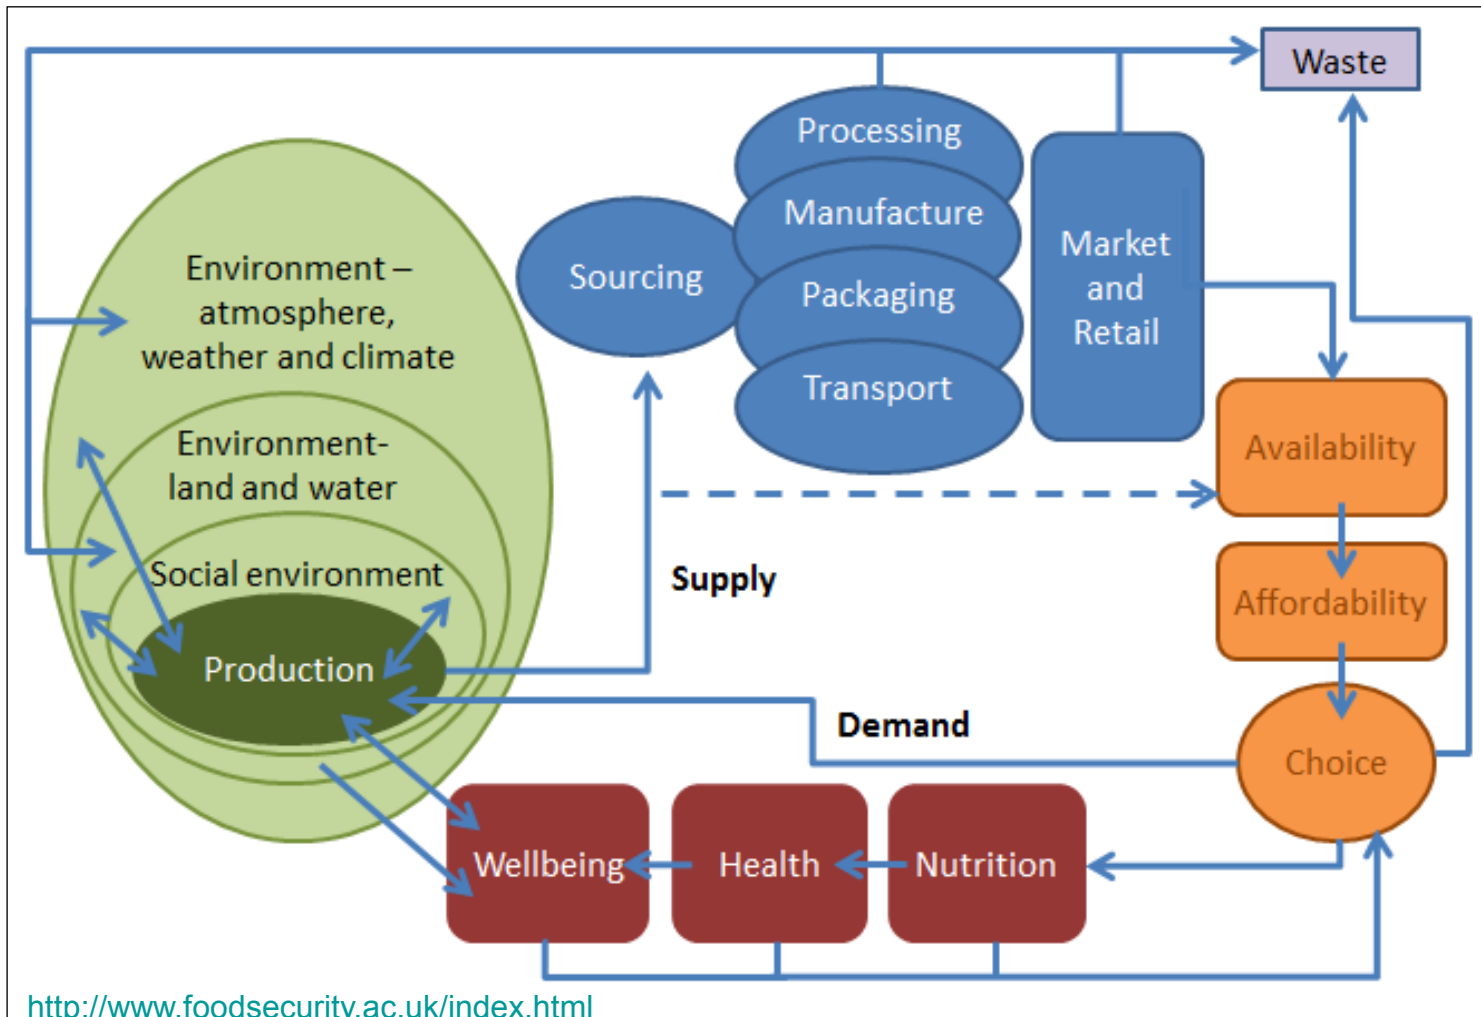 Waste
Processing
Manufacture
Sourcing
Packaging
Transport
Market
and
Retail
Environment –
atmosphere,
weather and climate
Environment-
land and water
Social environment
Production
Supply
Demand
Availability
Affordability
Choice
Wellbeing
Health
Nutrition
http://www.foodsecurity.ac.uk/index.html